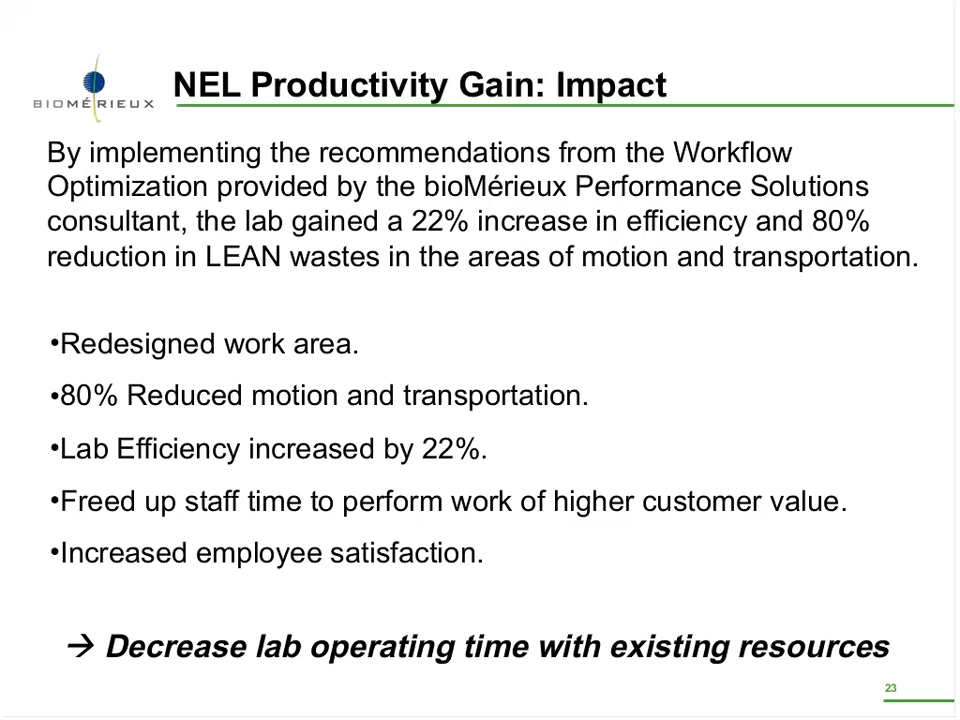 NEL Productivity Gain: Impact
BIOMÉRIEUX
By implementing the recommendations from the Workflow
Optimization provided by the bioMérieux Performance Solutions
consultant, the lab gained a 22% increase in efficiency and 80%
reduction in LEAN wastes in the areas of motion and transportation.
•Redesigned work area.
•80% Reduced motion and transportation.
•Lab Efficiency increased by 22%.
•Freed up staff time to perform work of higher customer value.
•Increased employee satisfaction.
→ Decrease lab operating time with existing resources
23